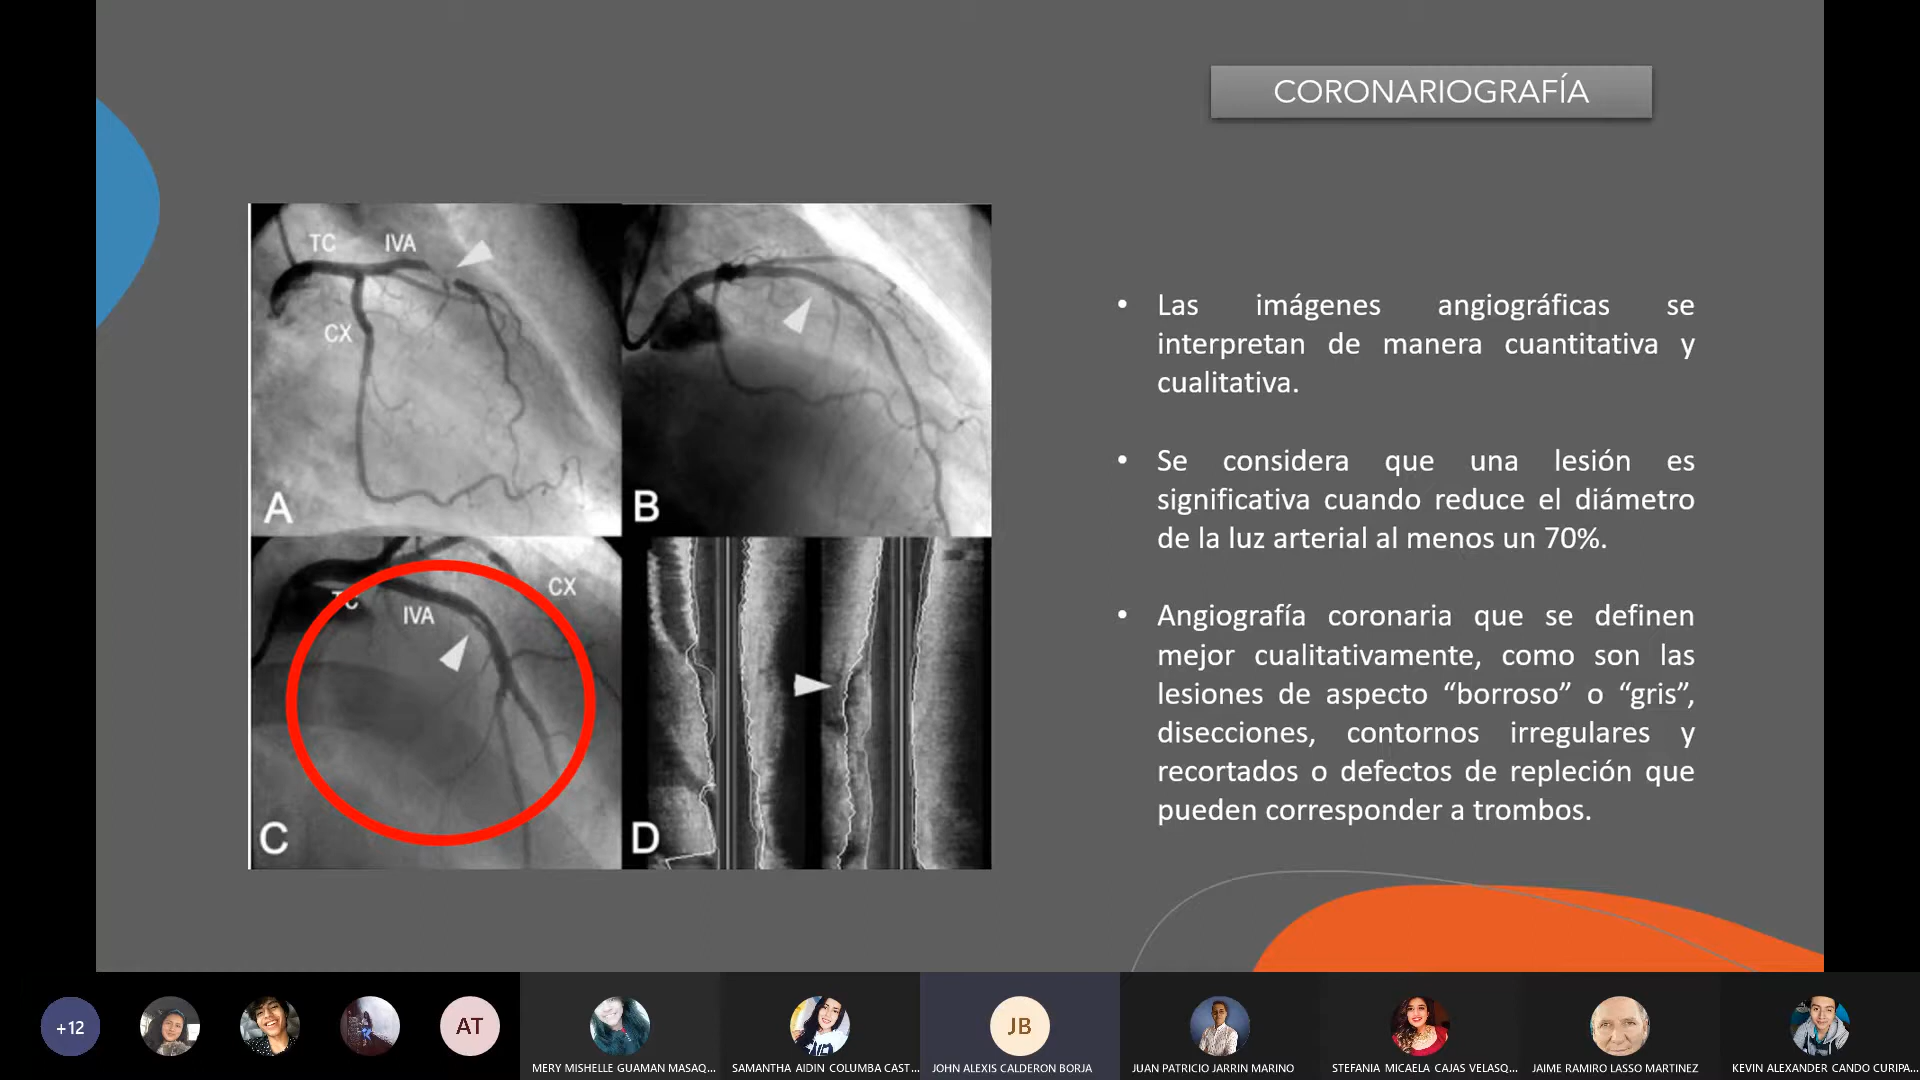 CORONARIOGRAFÍA
TC IVA
CX
A
B
TC
IVA
CX
C
D
• Las imágenes angiográficas se
interpretan de manera cuantitativa y
cualitativa.
• Se considera que una lesión es
significativa cuando reduce el diámetro
de la luz arterial al menos un 70%.
• Angiografía coronaria que se definen
mejor cualitativamente, como son las
lesiones de aspecto “borroso” o “gris”,
disecciones, contornos irregulares y
recortados o defectos de repleción que
pueden corresponder a trombos.
+12
AT
JB
MERY MISHELLE GUAMAN MASAQ...
SAMANTHA AIDIN COLUMBA CAST...
JOHN ALEXIS CALDERON BORJA
JUAN PATRICIO JARRIN MARINO
STEFANIA MICAELA CAJAS VELASQ...
JAIME RAMIRO LASSO MARTINEZ
KEVIN ALEXANDER CANDO CURIPA...